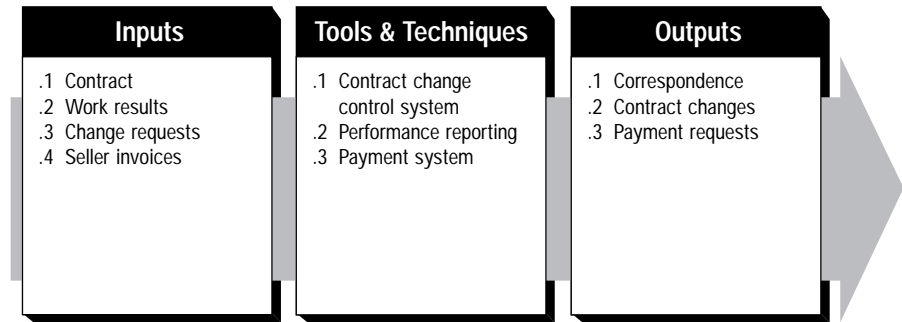 Inputs
.1 Contract
.2 Work results
.3 Change requests
.4 Seller invoices
Tools & Techniques
.1 Contract change
control system
.2 Performance reporting
.3 Payment system
Outputs
.1 Correspondence
.2 Contract changes
.3 Payment requests